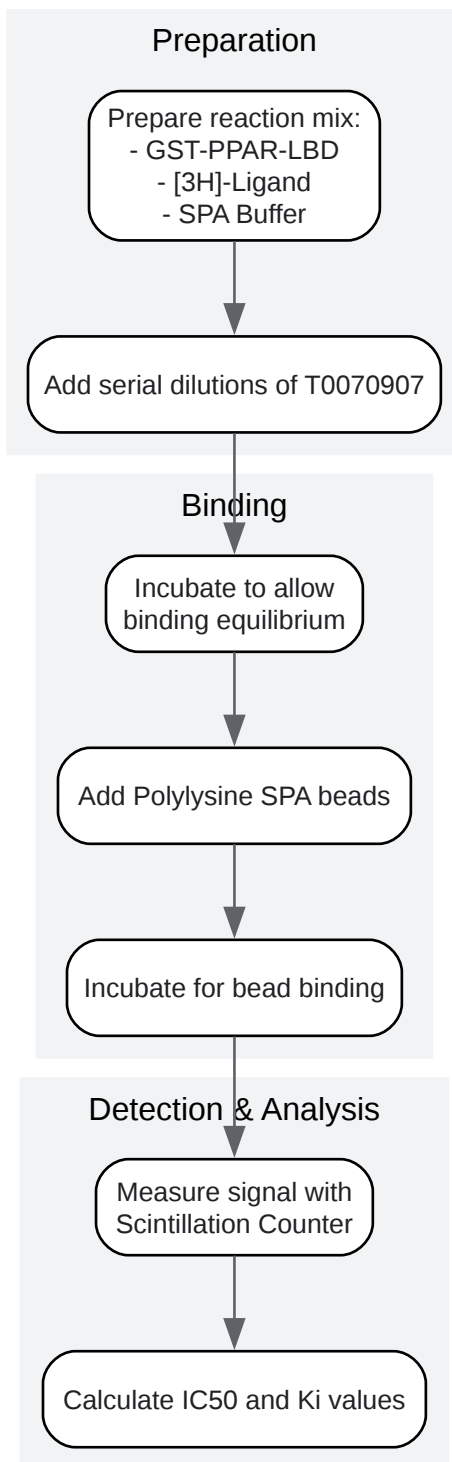 Preparation
Prepare reaction mix:
- GST-PPAR-LBD
- [3H]-Ligand
- SPA Buffer
Add serial dilutions of T0070907
Binding
Incubate to allow
binding equilibrium
Add Polylysine SPA beads
Incubate for bead binding
Detection & Analysis
Measure signal with
Scintillation Counter
Calculate IC50 and Ki values